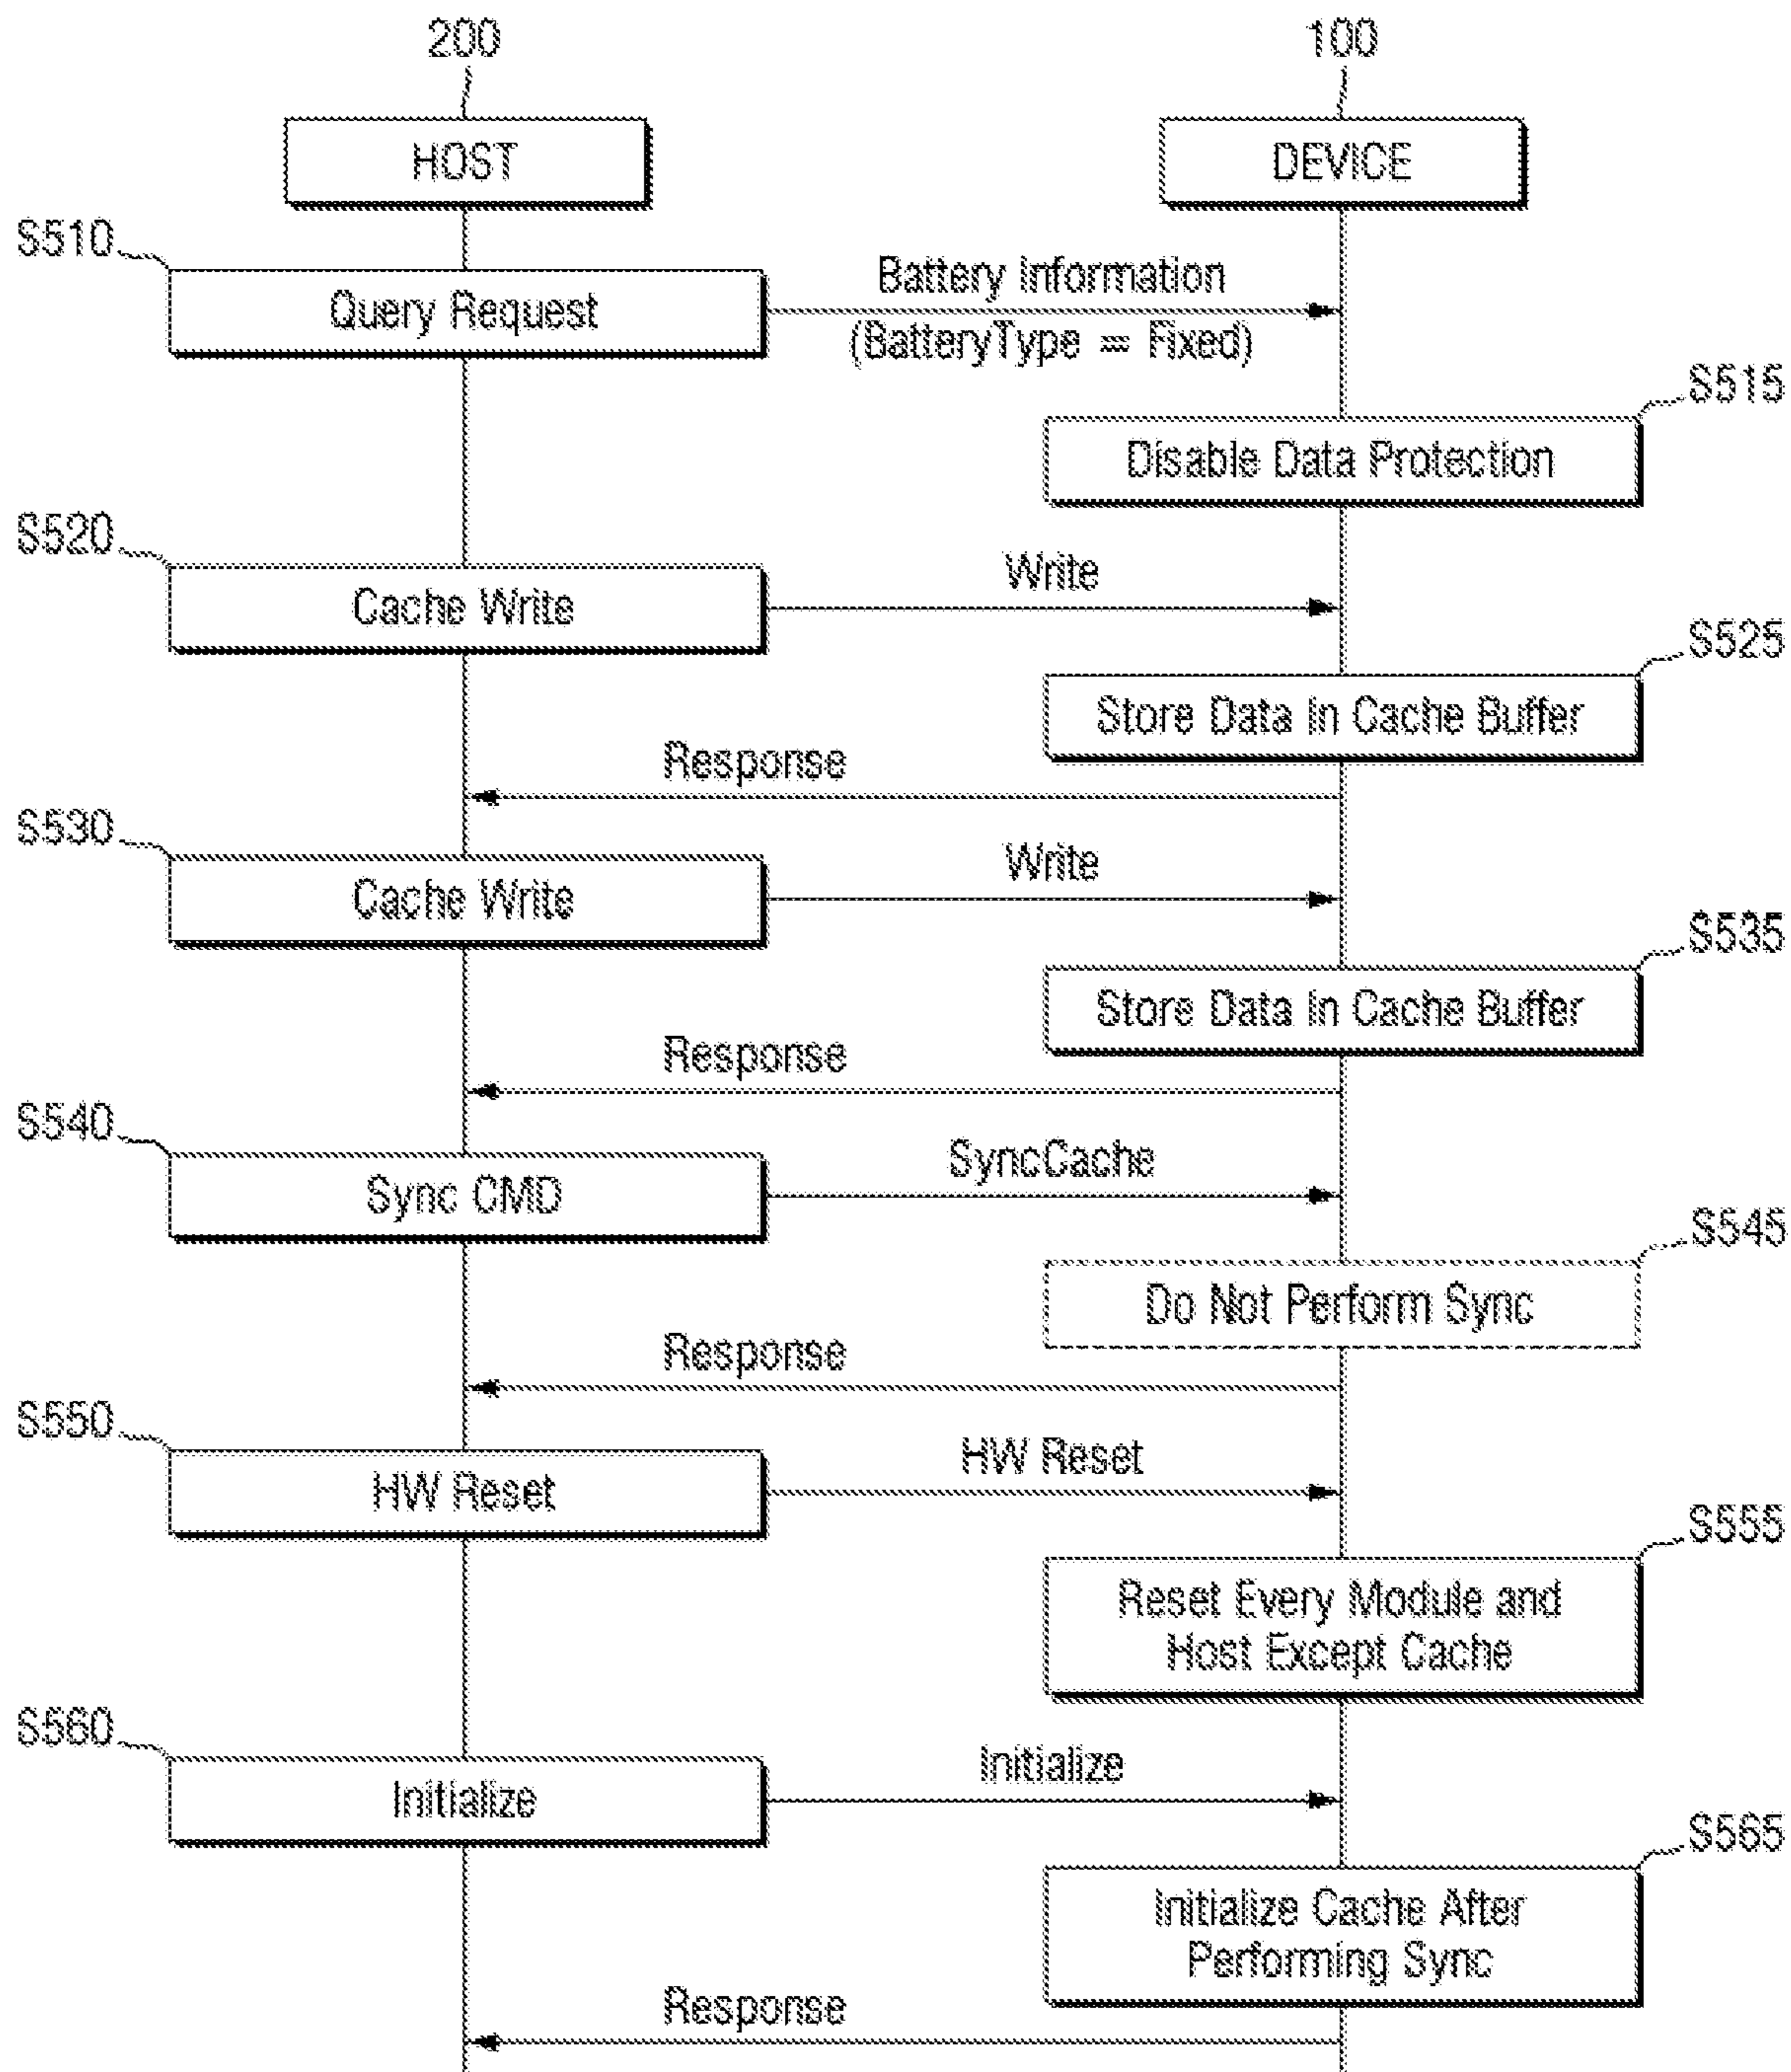 200
100
HOST
DEVICE
S510
Query Request
Battery Information
(BatteryType = Fixed)
S515
Disable Data Protection
S520
Cache Write
Write
S525
Store Data In Cache Buffer
Response
S530
Cache Write
Write
S535
Store Data In Cache Buffer
Response
S540
Sync CMD
SyncCache
S545
Do Not Perform Sync
Response
S550
HW Reset
HW Reset
S555
Reset Every Module and
Host Except Cache
S560
Initialize
Initialize
S565
Initialize Cache After
Performing Sync
Response